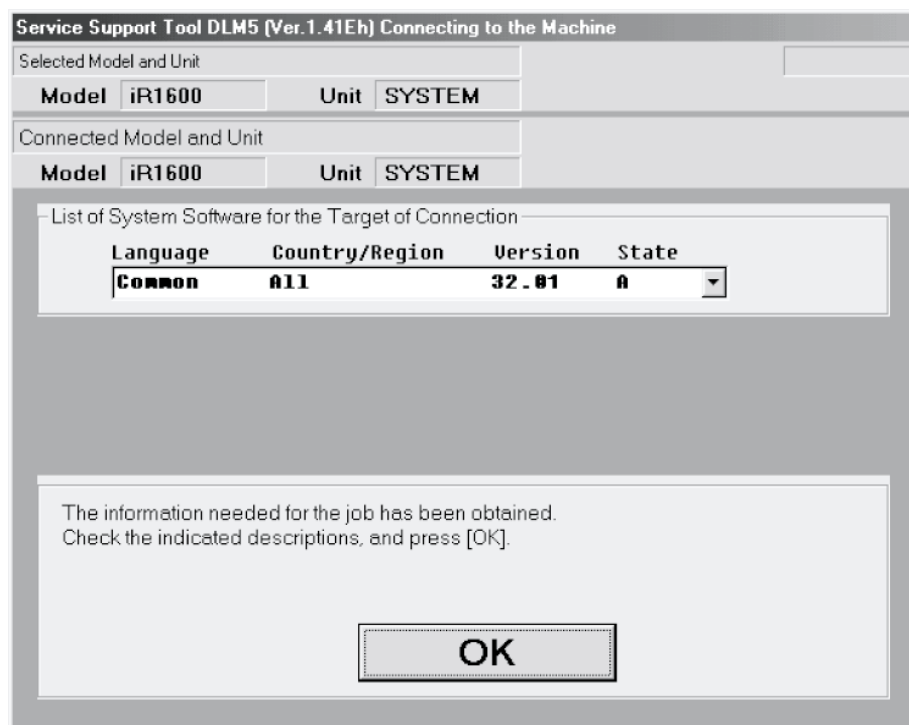 Service Support Tool DLM5 (Ver.1.41Eh) Connecting to the Machine
Selected Model and Unit
Model iR1600 Unit SYSTEM
Connected Model and Unit
Model iR1600 Unit SYSTEM
List of System Software for the Target of Connection
Language Country/Region Version State
Common All 32.01 A
The information needed for the job has been obtained.
Check the indicated descriptions, and press [OK].
OK